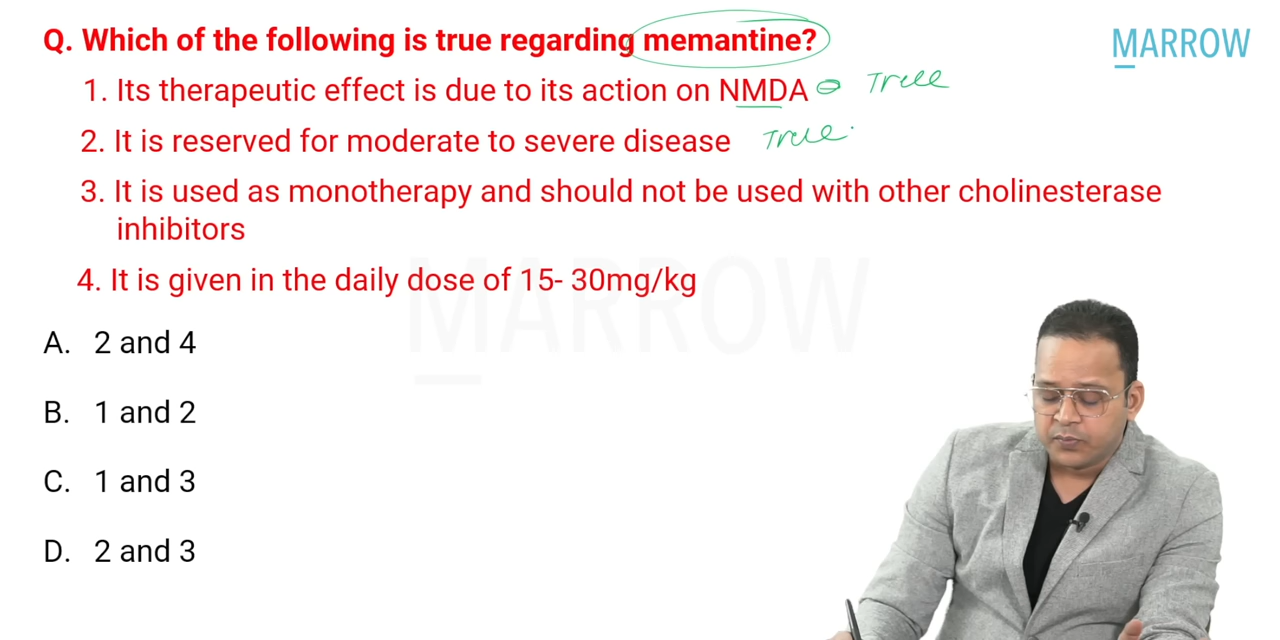 Q. Which of the following is true regarding memantine?
MARROW
1. Its therapeutic effect is due to its action on NMDA ⊖ True
2. It is reserved for moderate to severe disease True.
3. It is used as monotherapy and should not be used with other cholinesterase
inhibitors
4. It is given in the daily dose of 15- 30mg/kg
MARROW
A. 2 and 4
B. 1 and 2
C. 1 and 3
D. 2 and 3